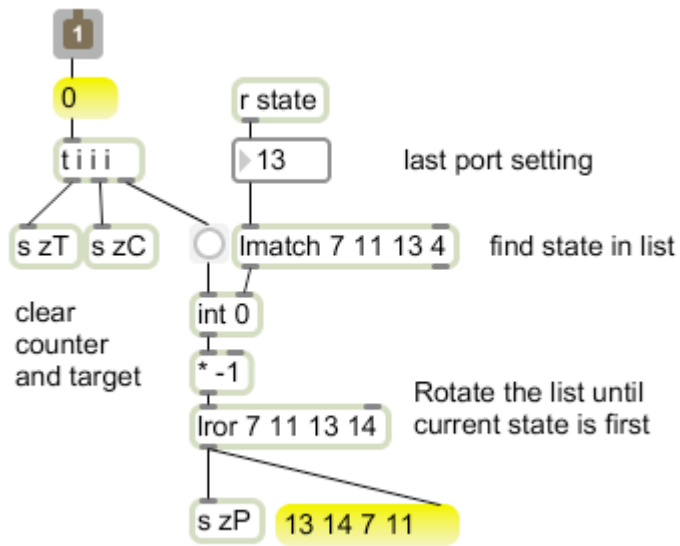 1
0
r state
t i i i
13
last port setting
s zT
s zC
lmatch 7 11 13 4
find state in list
clear
counter
and target
int 0
* -1
Rotate the list until
current state is first
lror 7 11 13 14
s zP
13 14 7 11